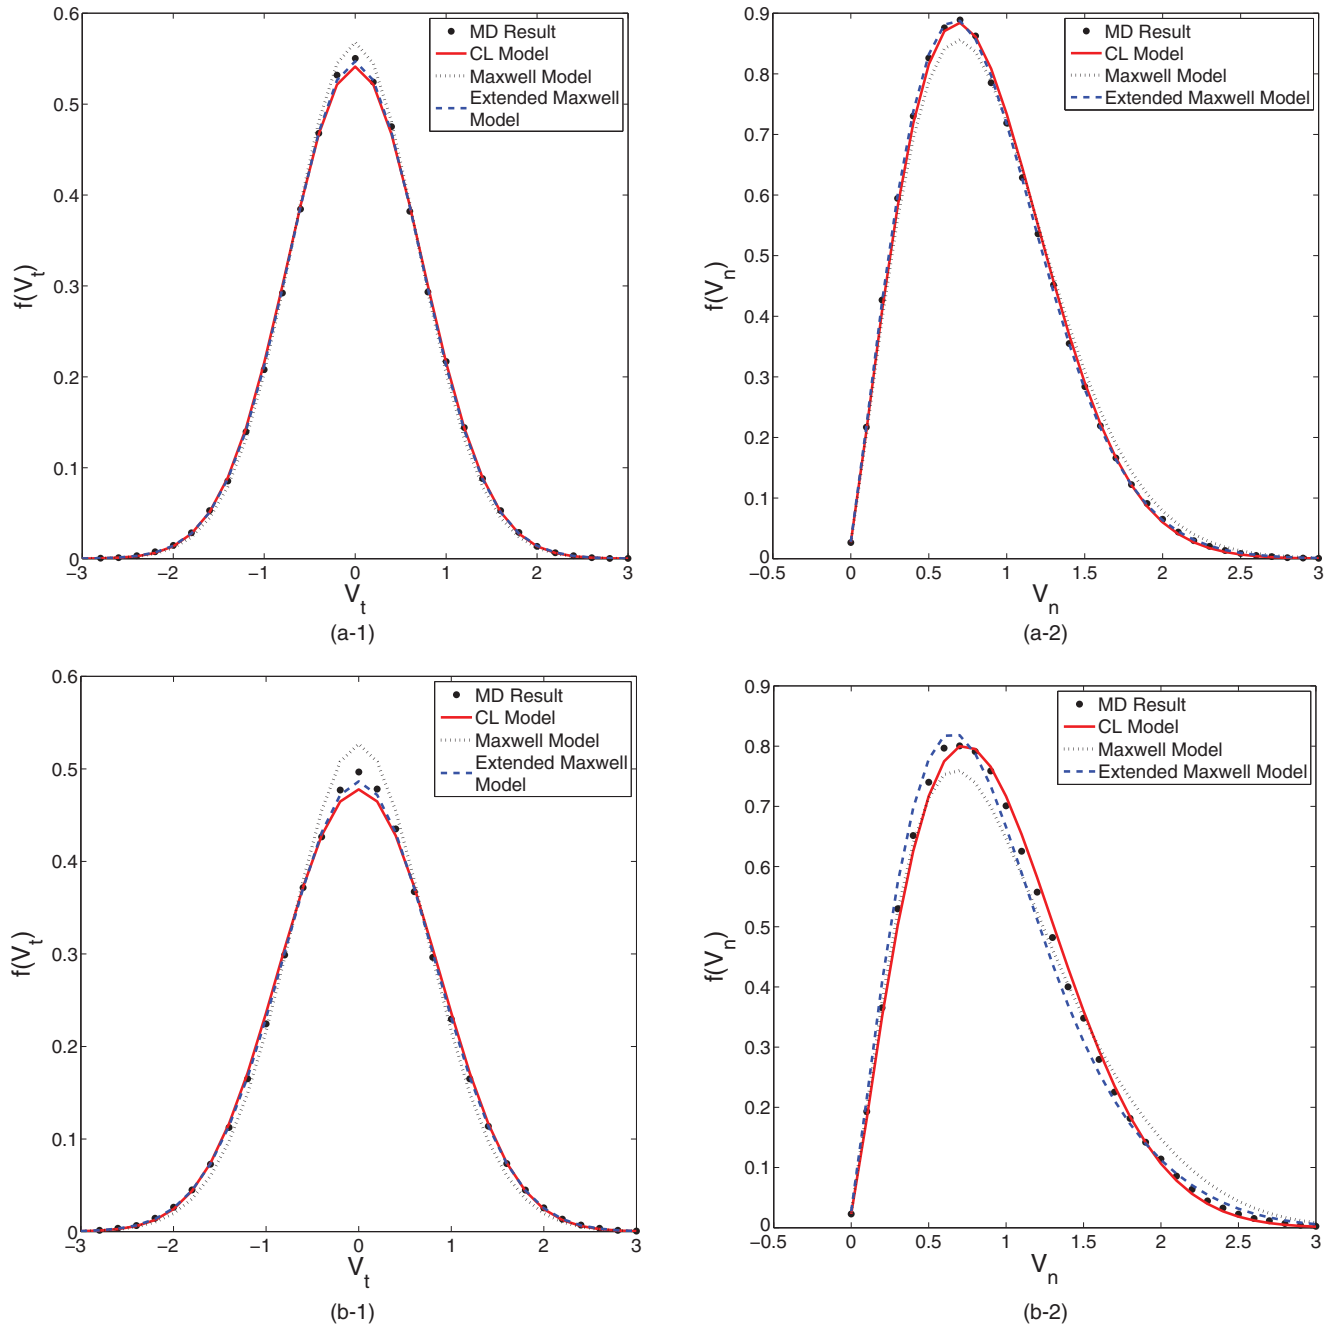 0.6
0.5
0.4
0.3
0.2
0.1
0
−3
−2
−1
0
1
2
3
f(V_t)
V_t
MD Result
CL Model
Maxwell Model
Extended Maxwell
Model
(a-1)
0.9
0.8
0.7
0.6
0.5
0.4
0.3
0.2
0.1
0
−0.5
0
0.5
1
1.5
2
2.5
3
f(V_n)
V_n
MD Result
CL Model
Maxwell Model
Extended Maxwell Model
(a-2)
0.6
0.5
0.4
0.3
0.2
0.1
0
−3
−2
−1
0
1
2
3
f(V_t)
V_t
MD Result
CL Model
Maxwell Model
Extended Maxwell
Model
(b-1)
0.9
0.8
0.7
0.6
0.5
0.4
0.3
0.2
0.1
0
−0.5
0
0.5
1
1.5
2
2.5
3
f(V_n)
V_n
MD Result
CL Model
Maxwell Model
Extended Maxwell Model
(b-2)